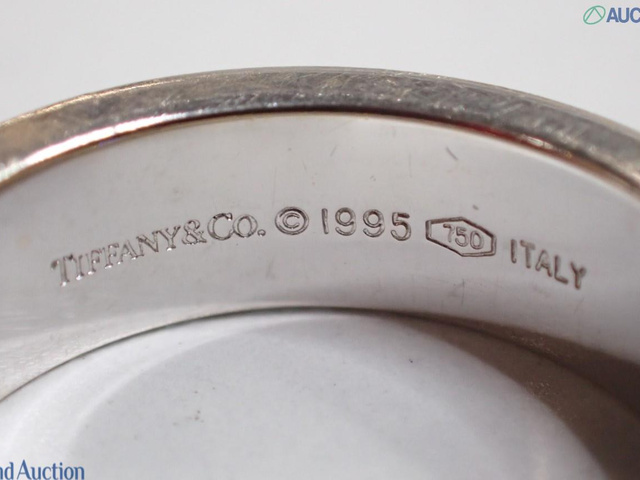 AUC
TIFFANY&CO. © 1995 750 ITALY
nd Auction